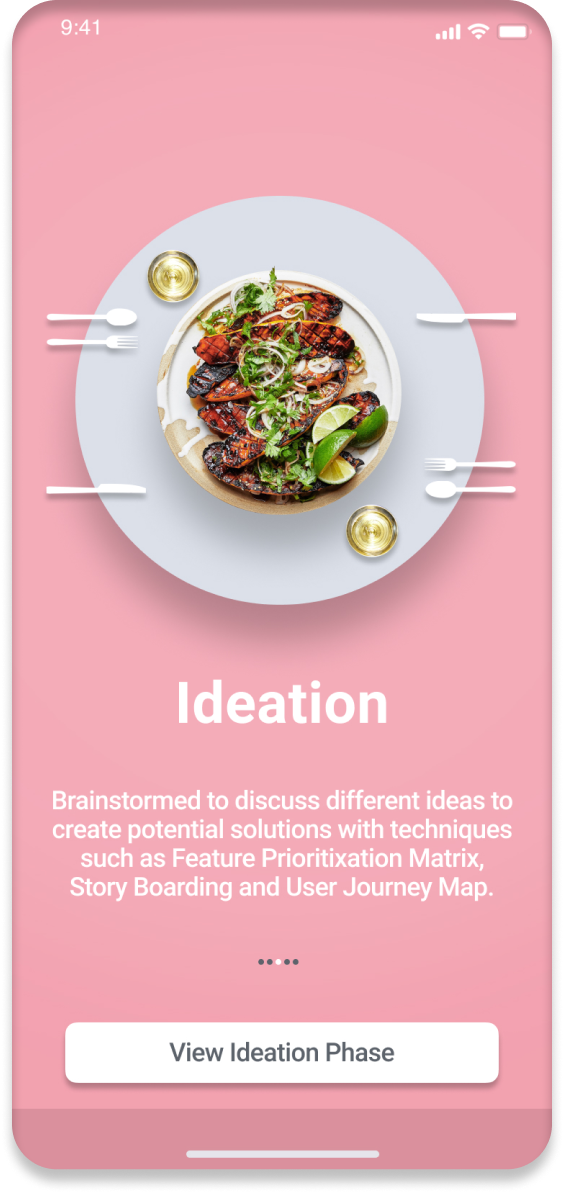 9:41
Ideation
Brainstormed to discuss different ideas to
create potential solutions with techniques
such as Feature Prioritixation Matrix,
Story Boarding and User Journey Map.
View Ideation Phase